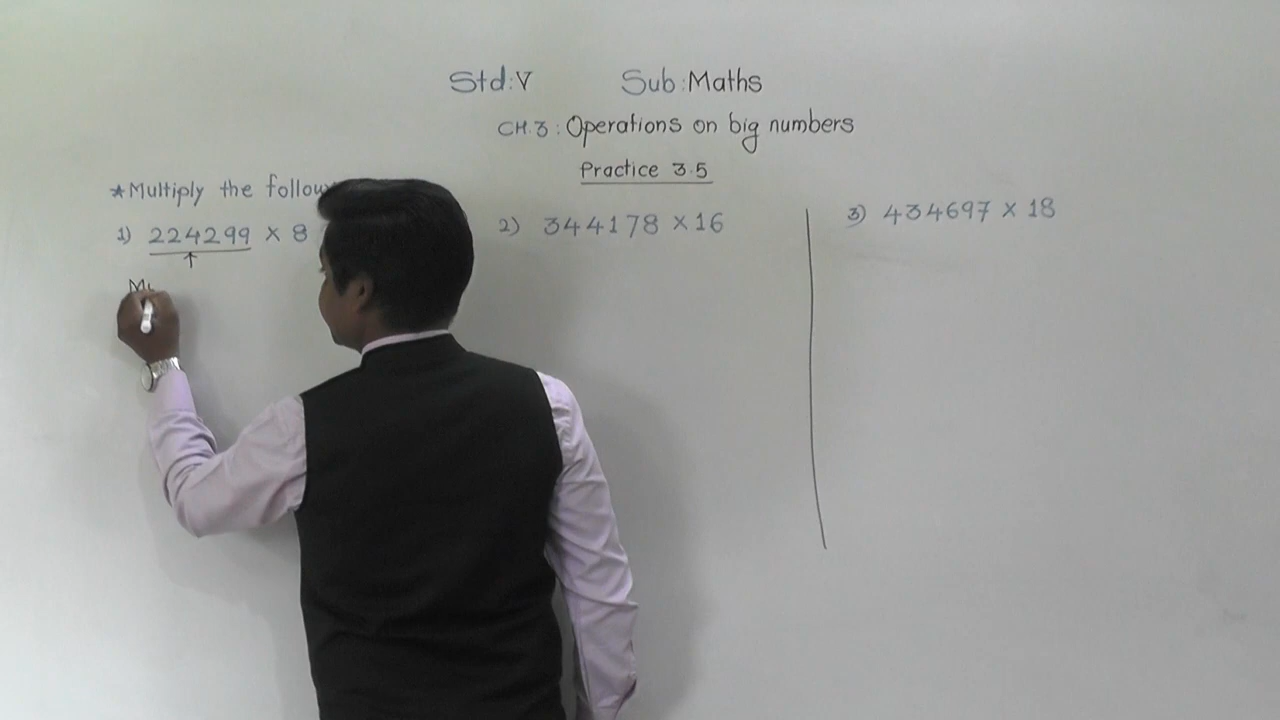 Std:V Sub:Maths
CH.3: Operations on big numbers
Practice 3.5
*Multiply the
1) 224299 × 8
2) 344178 × 16
3) 434697 × 18